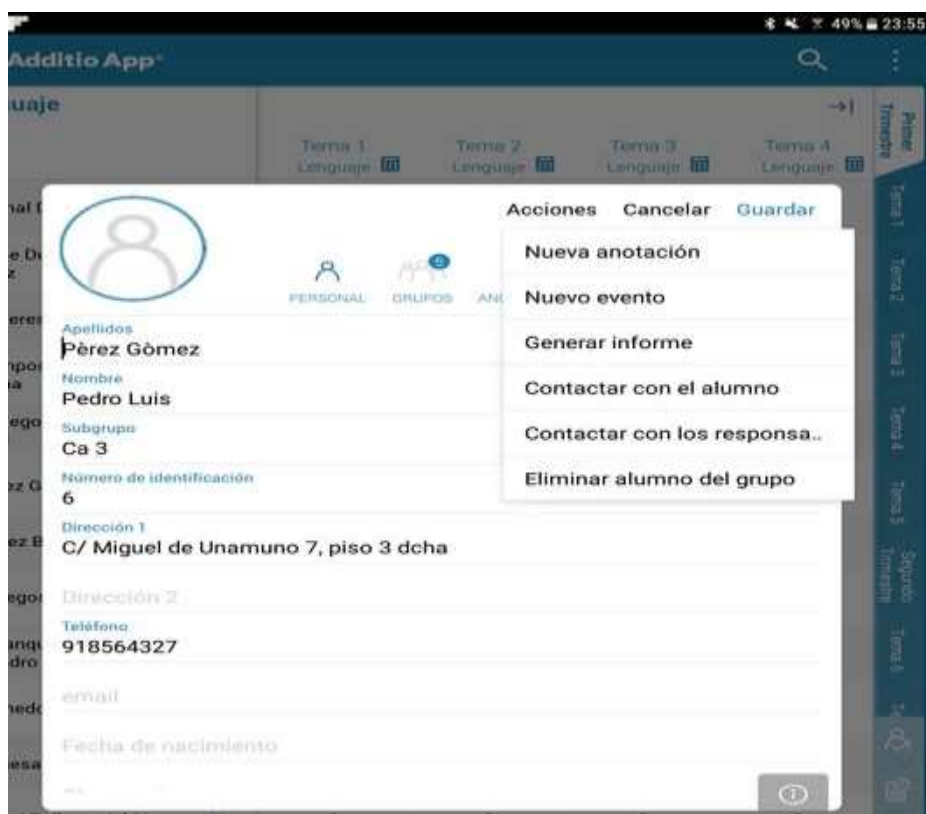 49% 23:55
Additio App
uaje
Tema 1
Lenguaje
Tema 2
Lenguaje
Tema 3
Lenguaje
Tema 4
Lenguaje
Primer
Trimestre
Tema 1
Tema 2
Tema 3
Tema 4
Tema 5
Segundo
Trimestre
Tema 6
Acciones Cancelar Guardar
Nueva anotación
Nuevo evento
Generar informe
Contactar con el alumno
Contactar con los responsa..
Eliminar alumno del grupo
PERSONAL GRUPOS
Apellidos
Pèrez Gòmez
Nombre
Pedro Luis
Subgrupo
Ca 3
Número de identificación
6
Dirección 1
C/ Miguel de Unamuno 7, piso 3 dcha
Dirección 2
Teléfono
918564327
email
Fecha de nacimiento